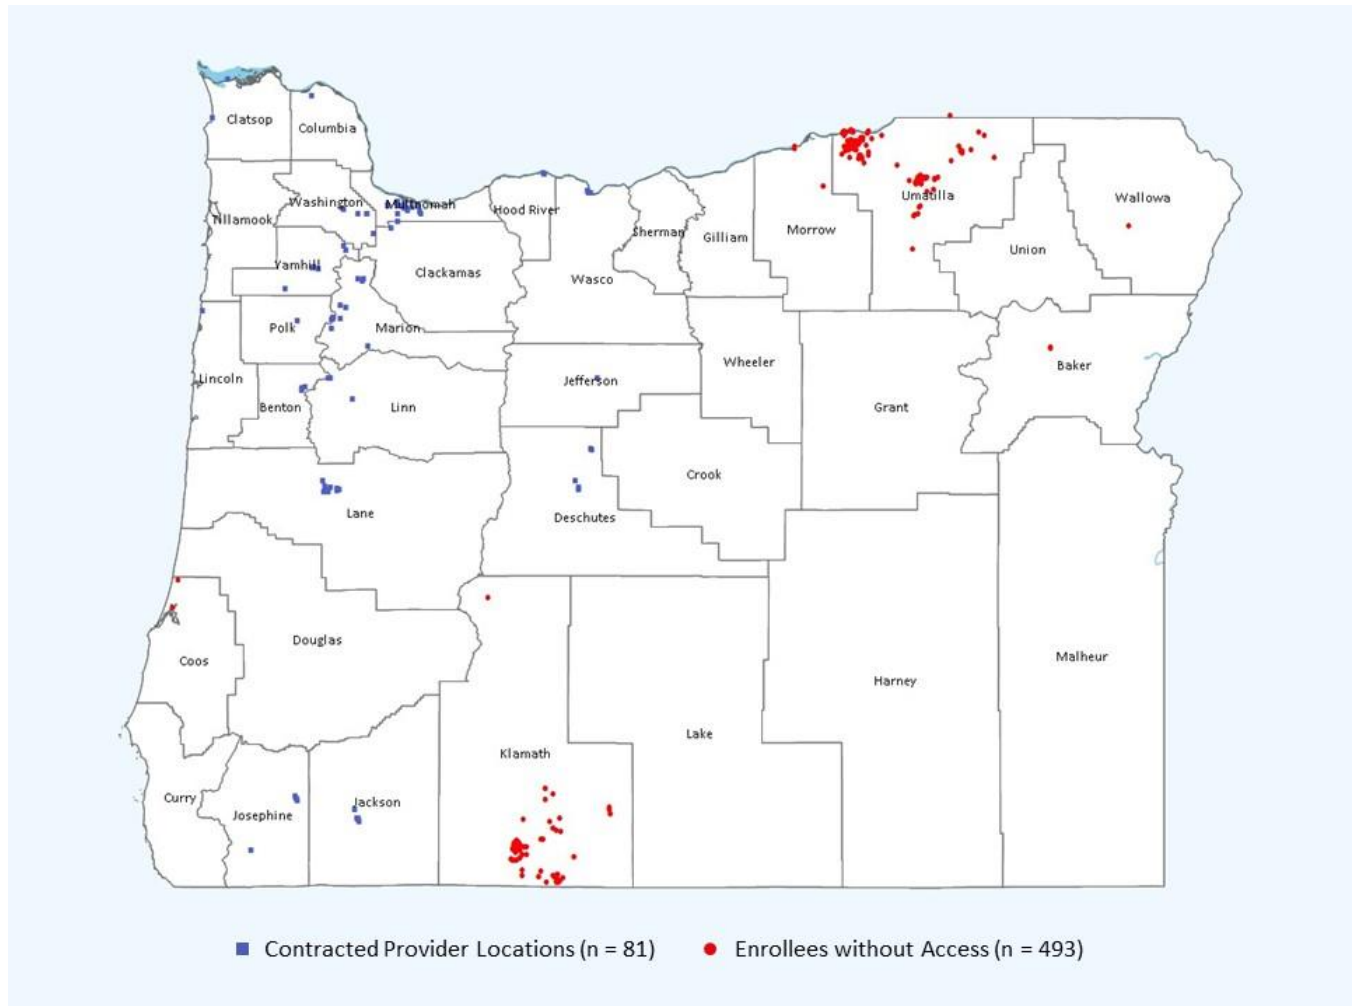 Clatsop
Columbia
Washington
Multnomah
Hood River
Tillamook
Sherman
Gilliam
Morrow
Umatilla
Wallowa
Union
Yamhill
Clackamas
Wasco
Polk
Marion
Wheeler
Baker
Lincoln
Benton
Linn
Jefferson
Grant
Crook
Lane
Deschutes
Douglas
Coos
Malheur
Harney
Lake
Klamath
Curry
Josephine
Jackson
Contracted Provider Locations (n = 81)
Enrollees without Access (n = 493)